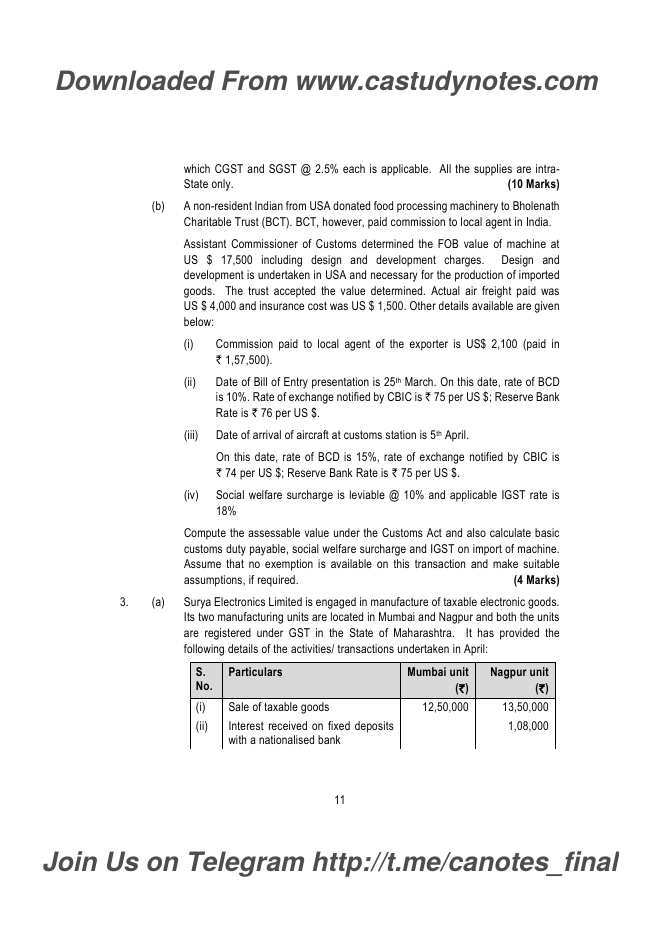 Downloaded From www.castudynotes.com
which CGST and SGST @ 2.5% each is applicable. All the supplies are intra-
State only. (10 Marks)
(b) A non-resident Indian from USA donated food processing machinery to Bholenath
Charitable Trust (BCT). BCT, however, paid commission to local agent in India.
Assistant Commissioner of Customs determined the FOB value of machine at
US $ 17,500 including design and development charges. Design and
development is undertaken in USA and necessary for the production of imported
goods. The trust accepted the value determined. Actual air freight paid was
US $ 4,000 and insurance cost was US $ 1,500. Other details available are given
below:
(i) Commission paid to local agent of the exporter is US$ 2,100 (paid in
₹ 1,57,500).
(ii) Date of Bill of Entry presentation is 25th March. On this date, rate of BCD
is 10%. Rate of exchange notified by CBIC is ₹ 75 per US $; Reserve Bank
Rate is ₹ 76 per US $.
(iii) Date of arrival of aircraft at customs station is 5th April.
On this date, rate of BCD is 15%, rate of exchange notified by CBIC is
₹ 74 per US $; Reserve Bank Rate is ₹ 75 per US $.
(iv) Social welfare surcharge is leviable @ 10% and applicable IGST rate is
18%
Compute the assessable value under the Customs Act and also calculate basic
customs duty payable, social welfare surcharge and IGST on import of machine.
Assume that no exemption is available on this transaction and make suitable
assumptions, if required. (4 Marks)
3. (a) Surya Electronics Limited is engaged in manufacture of taxable electronic goods.
Its two manufacturing units are located in Mumbai and Nagpur and both the units
are registered under GST in the State of Maharashtra. It has provided the
following details of the activities/ transactions undertaken in April:
S. Particulars Mumbai unit Nagpur unit
No. (₹) (₹)
(i) Sale of taxable goods 12,50,000 13,50,000
(ii) Interest received on fixed deposits 1,08,000
with a nationalised bank
11
Join Us on Telegram http://t.me/canotes_final